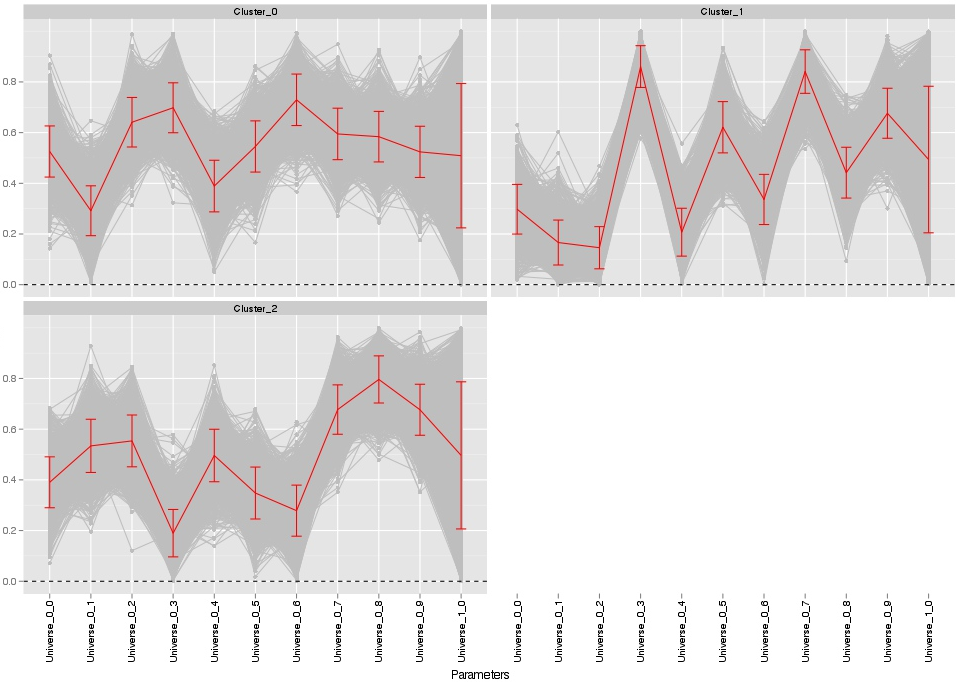 Cluster_0
Cluster_1
0.8
0.6
0.4
0.2
0.0
Cluster_2
0.8
0.6
0.4
0.2
0.0
Universe_0_0
Universe_0_1
Universe_0_2
Universe_0_3
Universe_0_4
Universe_0_5
Universe_0_6
Universe_0_7
Universe_0_8
Universe_0_9
Universe_1_0
Universe_0_0
Universe_0_1
Universe_0_2
Universe_0_3
Universe_0_4
Universe_0_5
Universe_0_6
Universe_0_7
Universe_0_8
Universe_0_9
Universe_1_0
Parameters